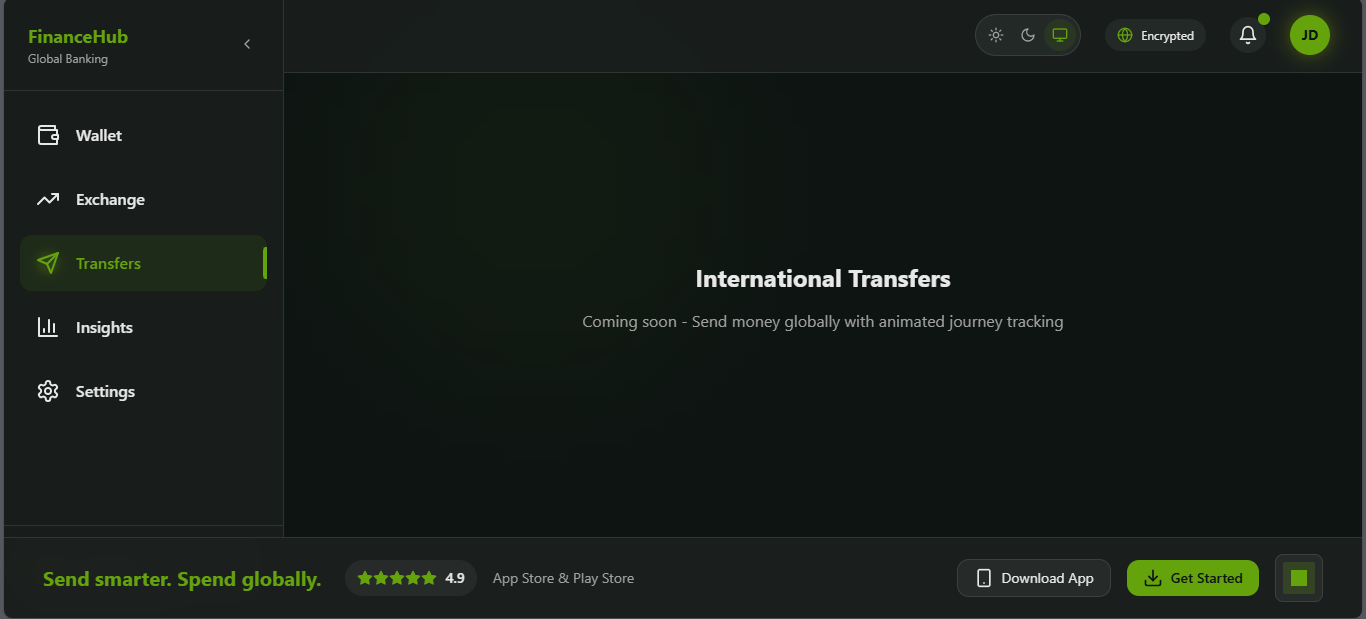 FinanceHub
Global Banking
Encrypted
JD
Wallet
Exchange
Transfers
Insights
Settings
International Transfers
Coming soon - Send money globally with animated journey tracking
Send smarter. Spend globally.
4.9
App Store & Play Store
Download App
Get Started